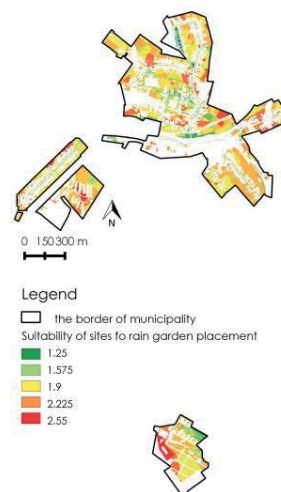 N
0 150300 m
Legend
the border of municipality
Suitability of sites fo rain garden placement
1.25
1.575
1.9
2.225
2.55